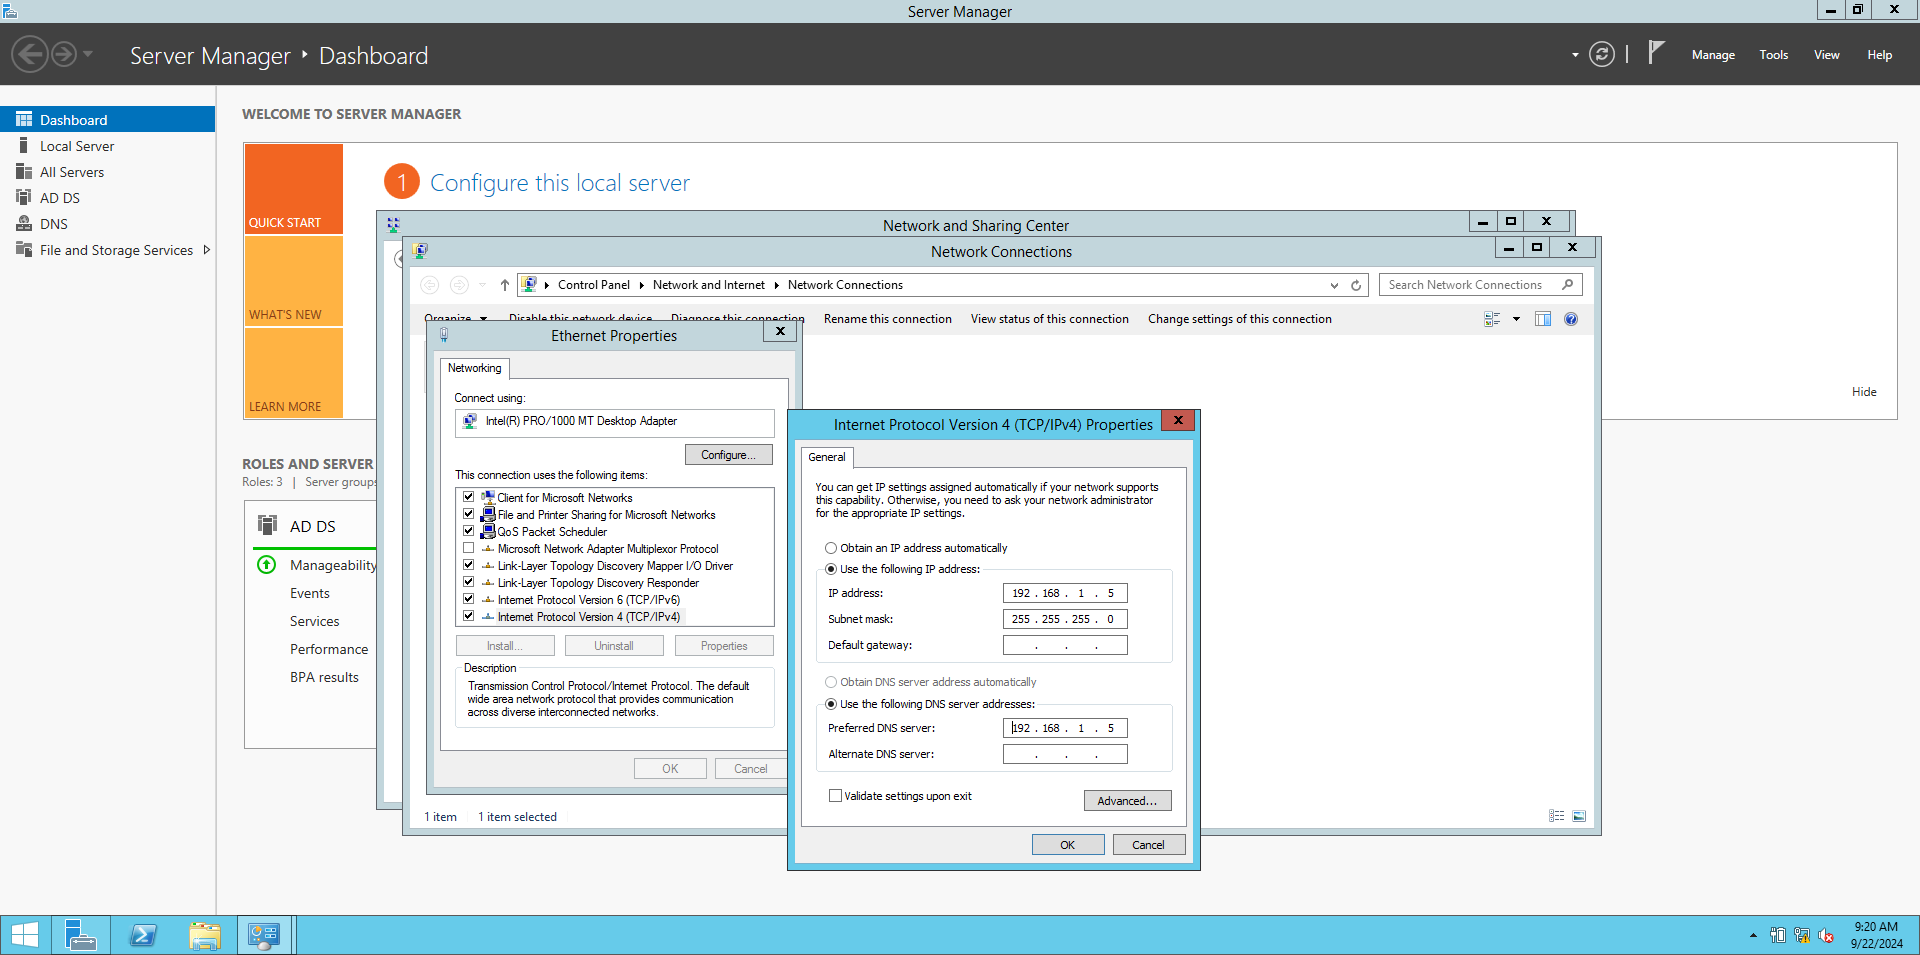 Server Manager
Server Manager ‣ Dashboard
Manage Tools View Help
Dashboard
Local Server
All Servers
AD DS
DNS
File and Storage Services
WELCOME TO SERVER MANAGER
QUICK START
WHAT'S NEW
LEARN MORE
1 Configure this local server
Hide
ROLES AND SERVER
Roles: 3 | Server groups
AD DS
Manageability
Events
Services
Performance
BPA results
Network and Sharing Center
Network Connections
Control Panel Network and Internet Network Connections
Search Network Connections
Organize Disable this network device Diagnose this connection Rename this connection View status of this connection Change settings of this connection
1 item 1 item selected
Ethernet Properties
Networking
Connect using:
Intel(R) PRO/1000 MT Desktop Adapter
Configure...
This connection uses the following items:
Client for Microsoft Networks
File and Printer Sharing for Microsoft Networks
QoS Packet Scheduler
Microsoft Network Adapter Multiplexor Protocol
Link-Layer Topology Discovery Mapper I/O Driver
Link-Layer Topology Discovery Responder
Internet Protocol Version 6 (TCP/IPv6)
Internet Protocol Version 4 (TCP/IPv4)
Install... Uninstall Properties
Description
Transmission Control Protocol/Internet Protocol. The default
wide area network protocol that provides communication
across diverse interconnected networks.
OK Cancel
Internet Protocol Version 4 (TCP/IPv4) Properties
General
You can get IP settings assigned automatically if your network supports
this capability. Otherwise, you need to ask your network administrator
for the appropriate IP settings.
Obtain an IP address automatically
Use the following IP address:
IP address: 192 . 168 . 1 . 5
Subnet mask: 255 . 255 . 255 . 0
Default gateway: . . .
Obtain DNS server address automatically
Use the following DNS server addresses:
Preferred DNS server: 192 . 168 . 1 . 5
Alternate DNS server: . . .
Validate settings upon exit
Advanced...
OK Cancel
9:20 AM
9/22/2024